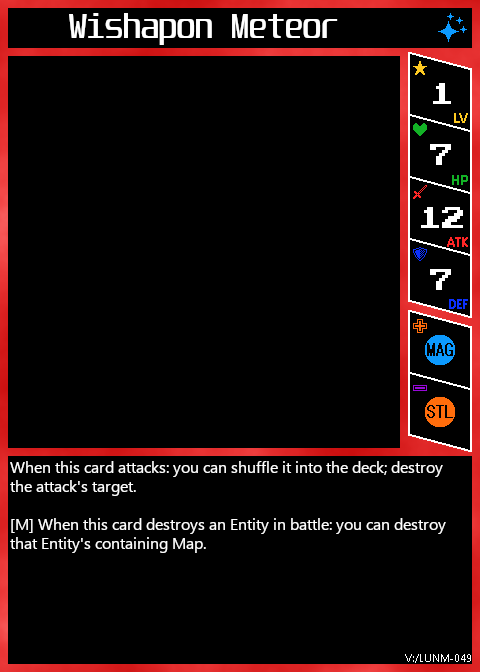 Wishapon Meteor
1
LV
7
HP
12
ATK
7
DEF
MAG
STL
When this card attacks: you can shuffle it into the deck; destroy
the attack's target.
[M] When this card destroys an Entity in battle: you can destroy
that Entity's containing Map.
V:/LUNM-049